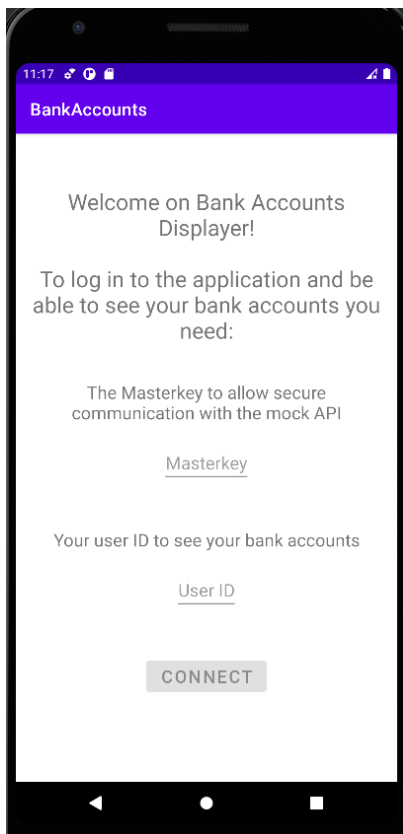 11:17
BankAccounts
Welcome on Bank Accounts
Displayer!
To log in to the application and be
able to see your bank accounts you
need:
The Masterkey to allow secure
communication with the mock API
Masterkey
Your user ID to see your bank accounts
User ID
CONNECT